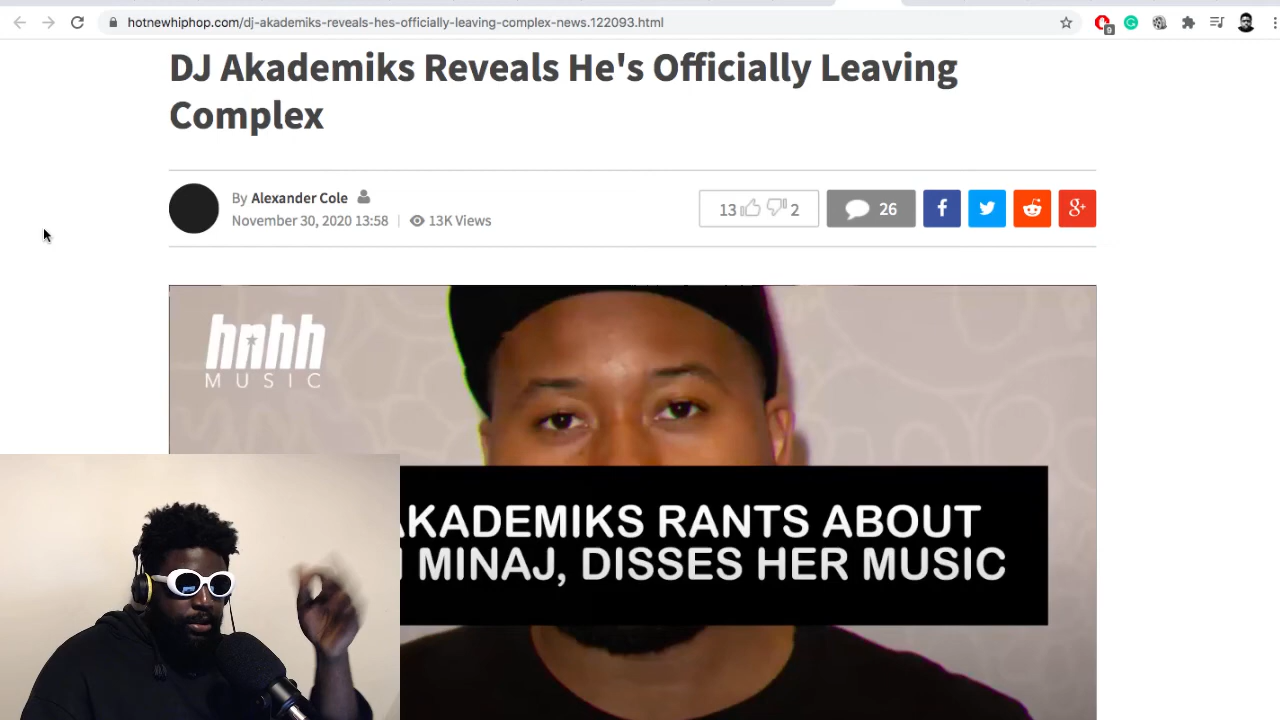 hotnewhiphop.com/dj-akademiks-reveals-hes-officially-leaving-complex-news.122093.html
9
DJ Akademiks Reveals He's Officially Leaving
Complex
By Alexander Cole
November 30, 2020 13:58 | 13K Views
13 2 26 f g+
hnhh
MUSIC
AKADEMIKS RANTS ABOUT
MINAJ, DISSES HER MUSIC